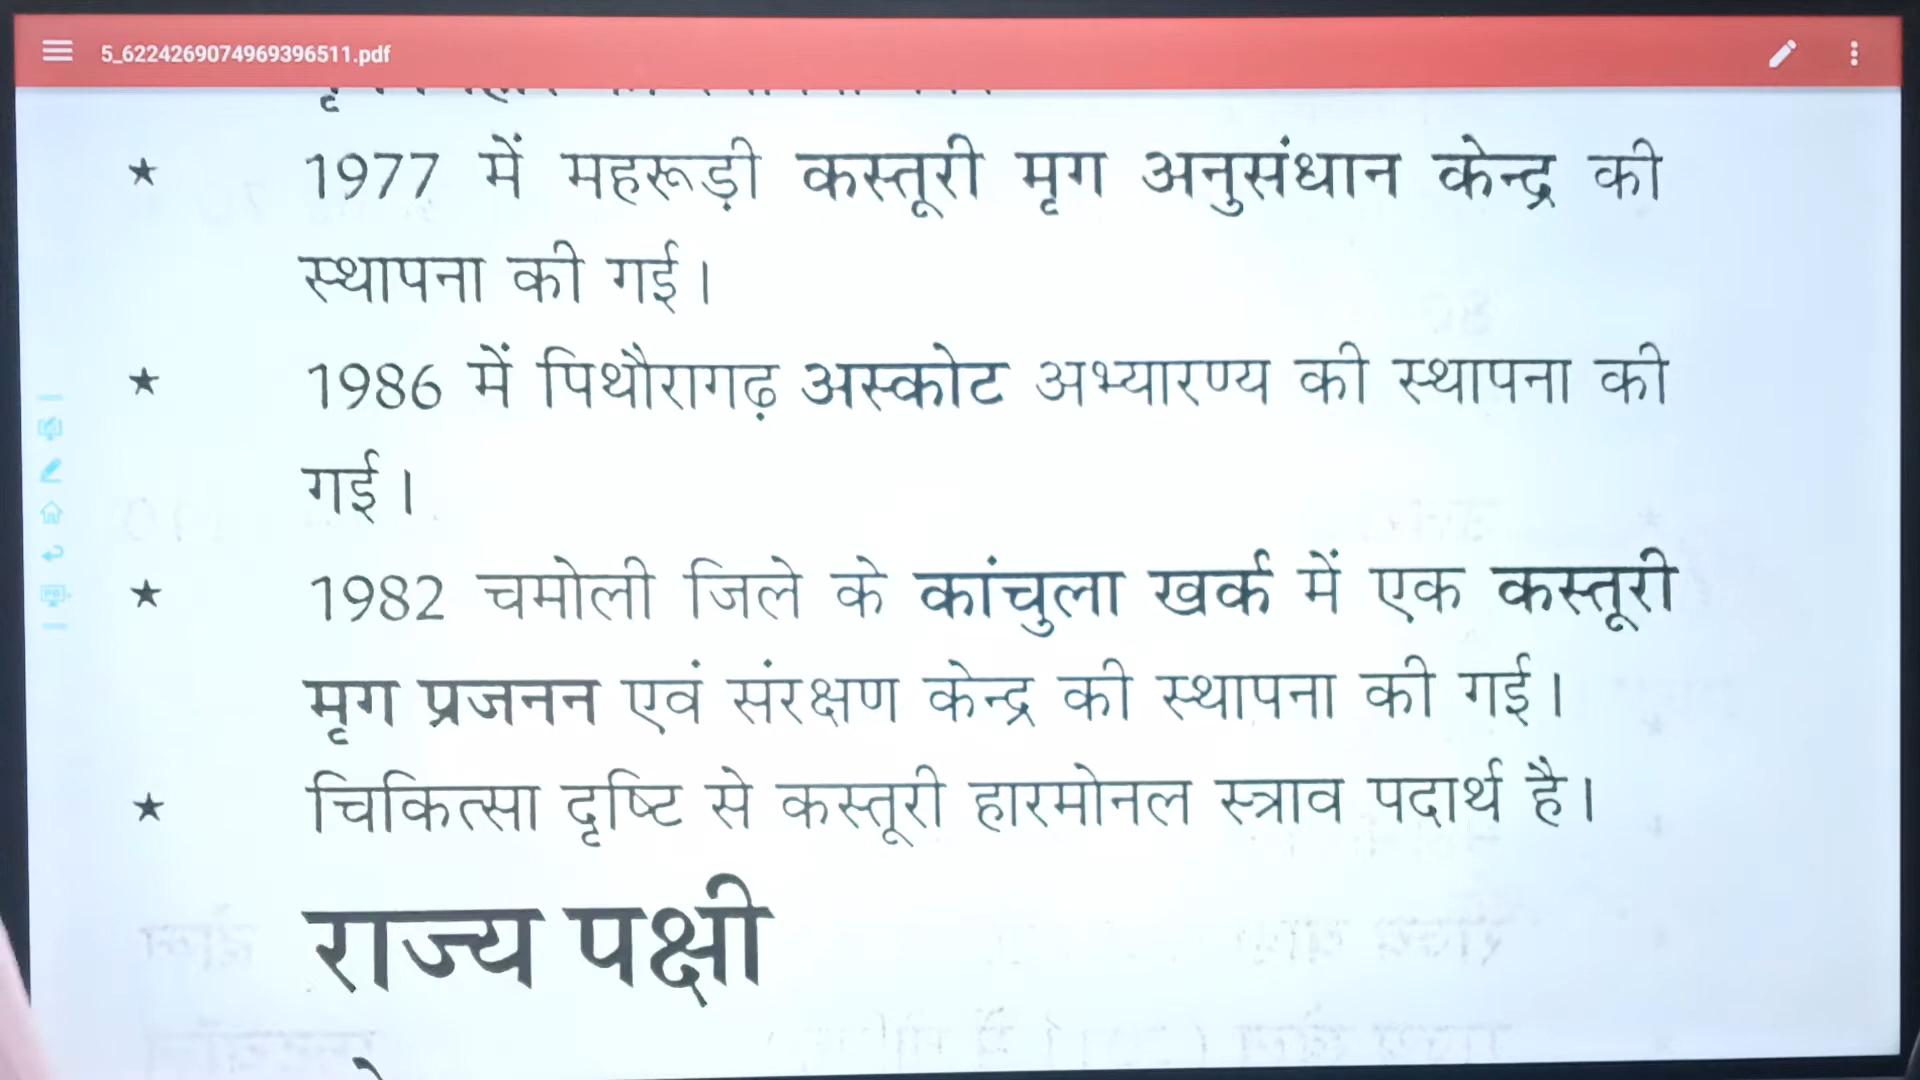 5_6224269074969396511.pdf
★ 1977 में महरूड़ी कस्तूरी मृग अनुसंधान केन्द्र की
स्थापना की गई।
★ 1986 में पिथौरागढ़ अस्कोट अभ्यारण्य की स्थापना की
गई।
★ 1982 चमोली जिले के कांचुला खर्क में एक कस्तूरी
मृग प्रजनन एवं संरक्षण केन्द्र की स्थापना की गई।
★ चिकित्सा दृष्टि से कस्तूरी हारमोनल स्त्राव पदार्थ है।
राज्य पक्षी